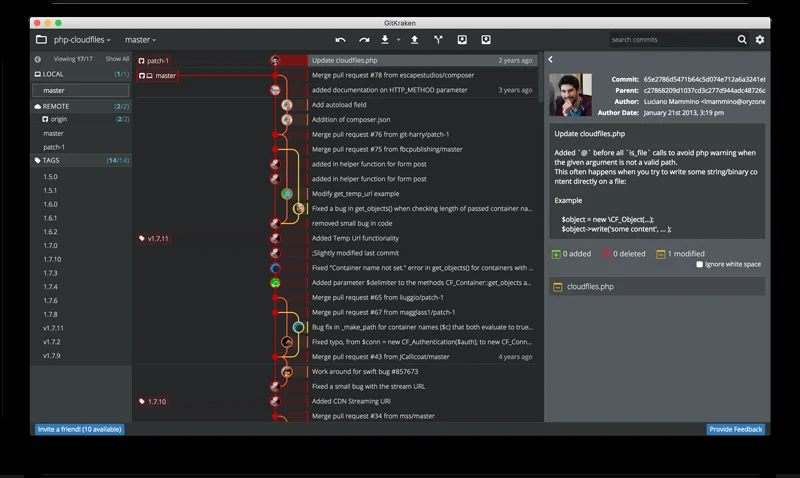 GitKraken
php-cloudfiles
master
search commits
Viewing 17/17 Show All
LOCAL (1/1)
master
REMOTE (2/2)
origin (2/2)
master
patch-1
TAGS (14/14)
1.5.0
1.5.1
1.6.0
1.6.1
1.6.2
1.7.0
1.7.10
1.7.3
1.7.4
1.7.6
1.7.8
v1.7.11
v1.7.2
v1.7.9
patch-1
master
v1.7.11
1.7.10
Update cloudfiles.php 2 years ago
Merge pull request #78 from escapestudios/composer
added documentation on HTTP_METHOD parameter 3 years ago
Add autoload field
Addition of composer.json
Merge pull request #76 from git-harry/patch-1
Merge pull request #75 from fbcpublishing/master
added in helper function for form post
added in helper function for form post
Modify get_temp_url example
Fixed a bug in get_objects() when checking length of passed container na...
removed small bug in code
Added Temp Url functionality
;Slightly modified last commit
Fixed "Container name not set." error in get_objects() for containers with ...
Added parameter $delimiter to the methods CF_Container::get_objects a...
Merge pull request #65 from liuggio/patch-1
Merge pull request #67 from magglass1/patch-1
Bug fix in _make_path for container names ($c) that both evaluate to true...
Fixed typo, from $conn = new CF_Authentication($auth); to new CF_Conn...
Merge pull request #43 from JCallicoat/master 4 years ago
Work around for swift bug #857673
Fixed a small bug with the stream URL
Added CDN Streaming URI
Merge pull request #34 from mss/master
Commit: 65e2786d5471b64c5d074e712a6a3241el
Parent: c27868209d1037cd3c277d944adc48726c
Author: Luciano Mammino <lmammino@oryzone
Author Date: January 21st 2013, 3:19 pm
Update cloudfiles.php
Added `@` before all `is_file` calls to avoid php warning when
the given argument is not a valid path.
This often happens when you try to write some string/binary co
ntent directly on a file:
Example
$object = new \CF_Object(...);
$object->write('some content', ... );
0 added 0 deleted 1 modified
Ignore white space
cloudfiles.php
Invite a friend! (10 available)
Provide Feedback